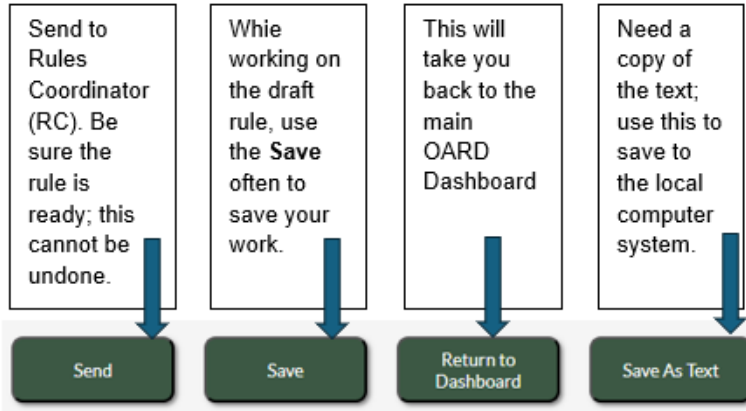 Send to
Rules
Coordinator
(RC). Be
sure the
rule is
ready; this
cannot be
undone.
Whie
working on
the draft
rule, use
the Save
often to
save your
work.
This will
take you
back to the
main
OARD
Dashboard
Need a
copy of
the text;
use this to
save to
the local
computer
system.
Send
Save
Return to
Dashboard
Save As Text